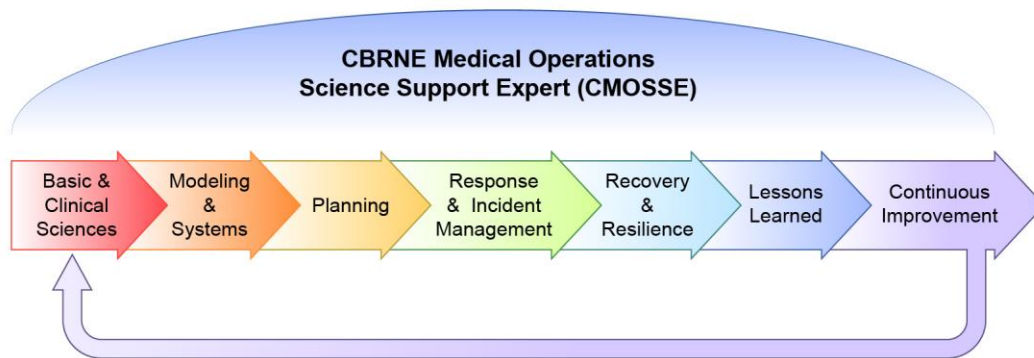 CBRNE Medical Operations
Science Support Expert (CMOSSE)
Basic &
Clinical
Sciences
Modeling
&
Systems
Planning
Response
& Incident
Management
Recovery
&
Resilience
Lessons
Learned
Continuous
Improvement